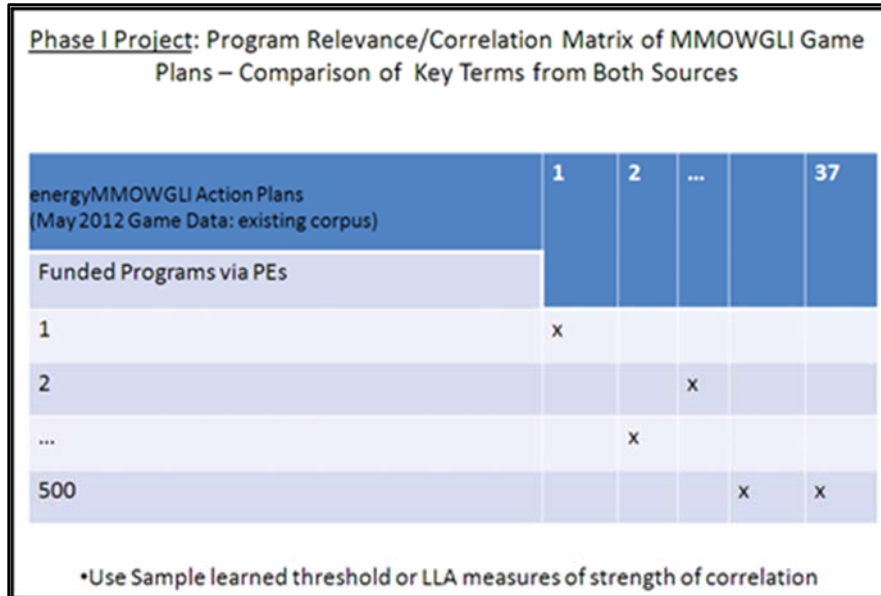 Phase I Project: Program Relevance/Correlation Matrix of MMOWGLI Game
Plans – Comparison of Key Terms from Both Sources
energyMMOWGLI Action Plans
(May 2012 Game Data: existing corpus)
1 2 ... 37
Funded Programs via PEs
1 x
2 x
... x
500 x x
•Use Sample learned threshold or LLA measures of strength of correlation